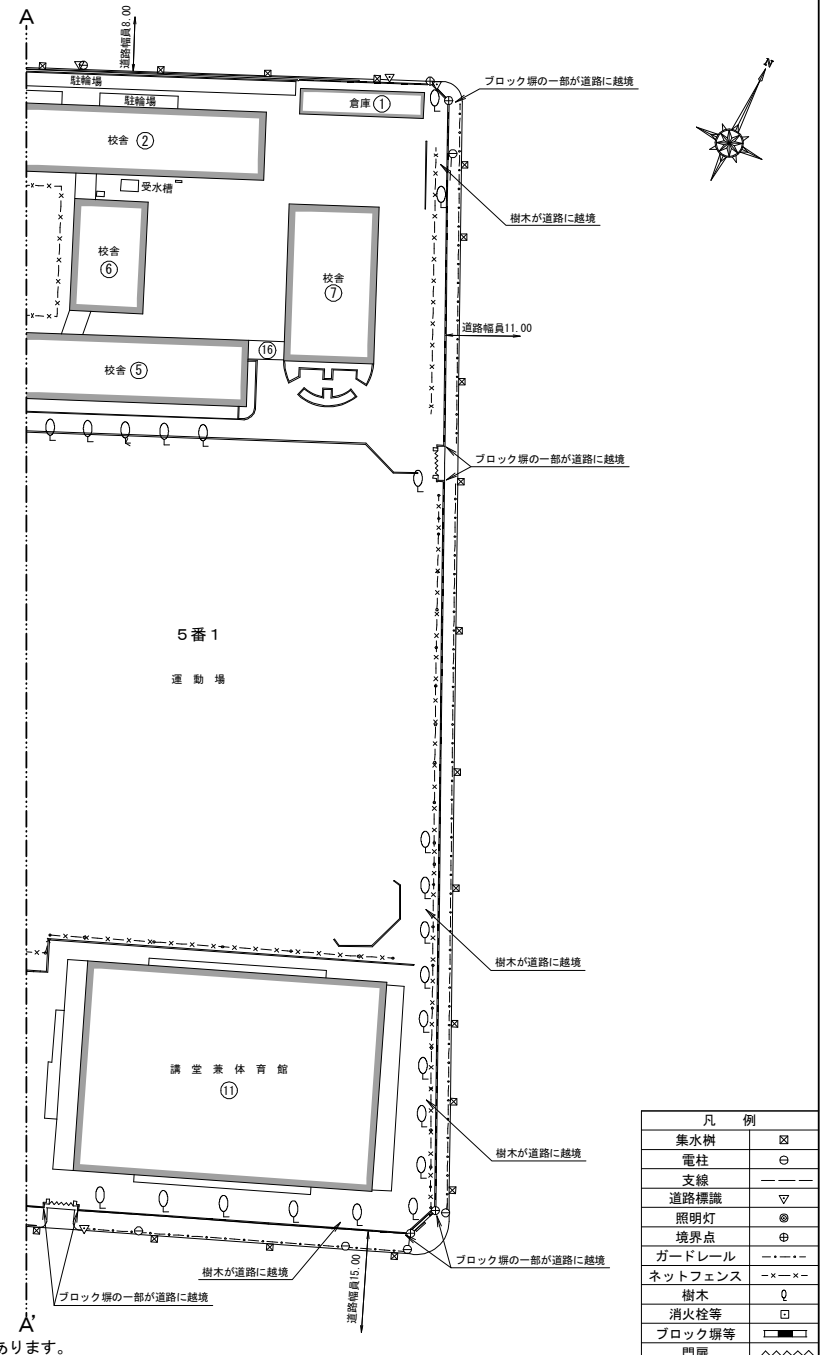 A
道路幅員8.00
N
駐輪場
駐輪場
倉庫 ①
ブロック塀の一部が道路に越境
校舎 ②
受水槽
樹木が道路に越境
校舎
⑥
校舎
⑦
道路幅員11.00
⑯
校舎 ⑤
ブロック塀の一部が道路に越境
5番1
運動場
樹木が道路に越境
講堂兼体育館
⑪
樹木が道路に越境
ブロック塀の一部が道路に越境
樹木が道路に越境
道路幅員15.00
ブロック塀の一部が道路に越境
A'
あります。
凡例
集水桝
電柱
支線
道路標識
照明灯
境界点
ガードレール
ネットフェンス
樹木
消火栓等
ブロック塀等
門扉